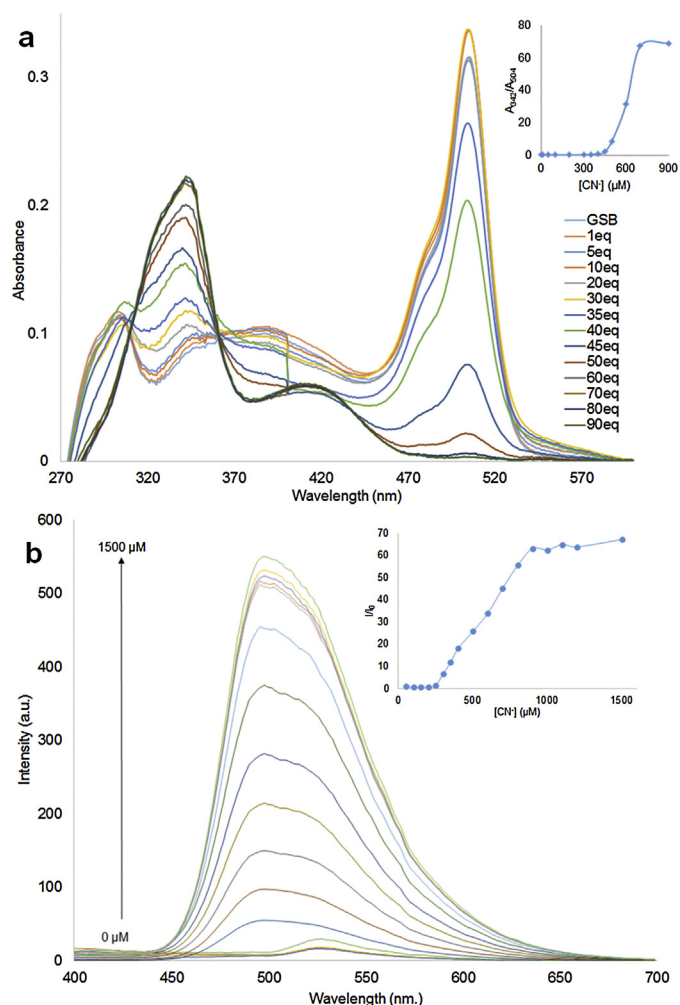 a
0.3
0.2
0.1
0
Absorbance
270 320 370 420 470 520 570
Wavelength (nm)
80
60
40
20
0
A342/A504
0 300 600 900
[CN-] (µM)
GSB
1eq
5eq
10eq
20eq
30eq
35eq
40eq
45eq
50eq
60eq
70eq
80eq
90eq
b
600
500
400
300
200
100
0
Intensity (a.u.)
1500 µM
0 µM
400 450 500 550 600 650 700
Wavelength (nm.)
70
60
50
40
30
20
10
0
I/I0
0 500 1000 1500
[CN-] (µM)